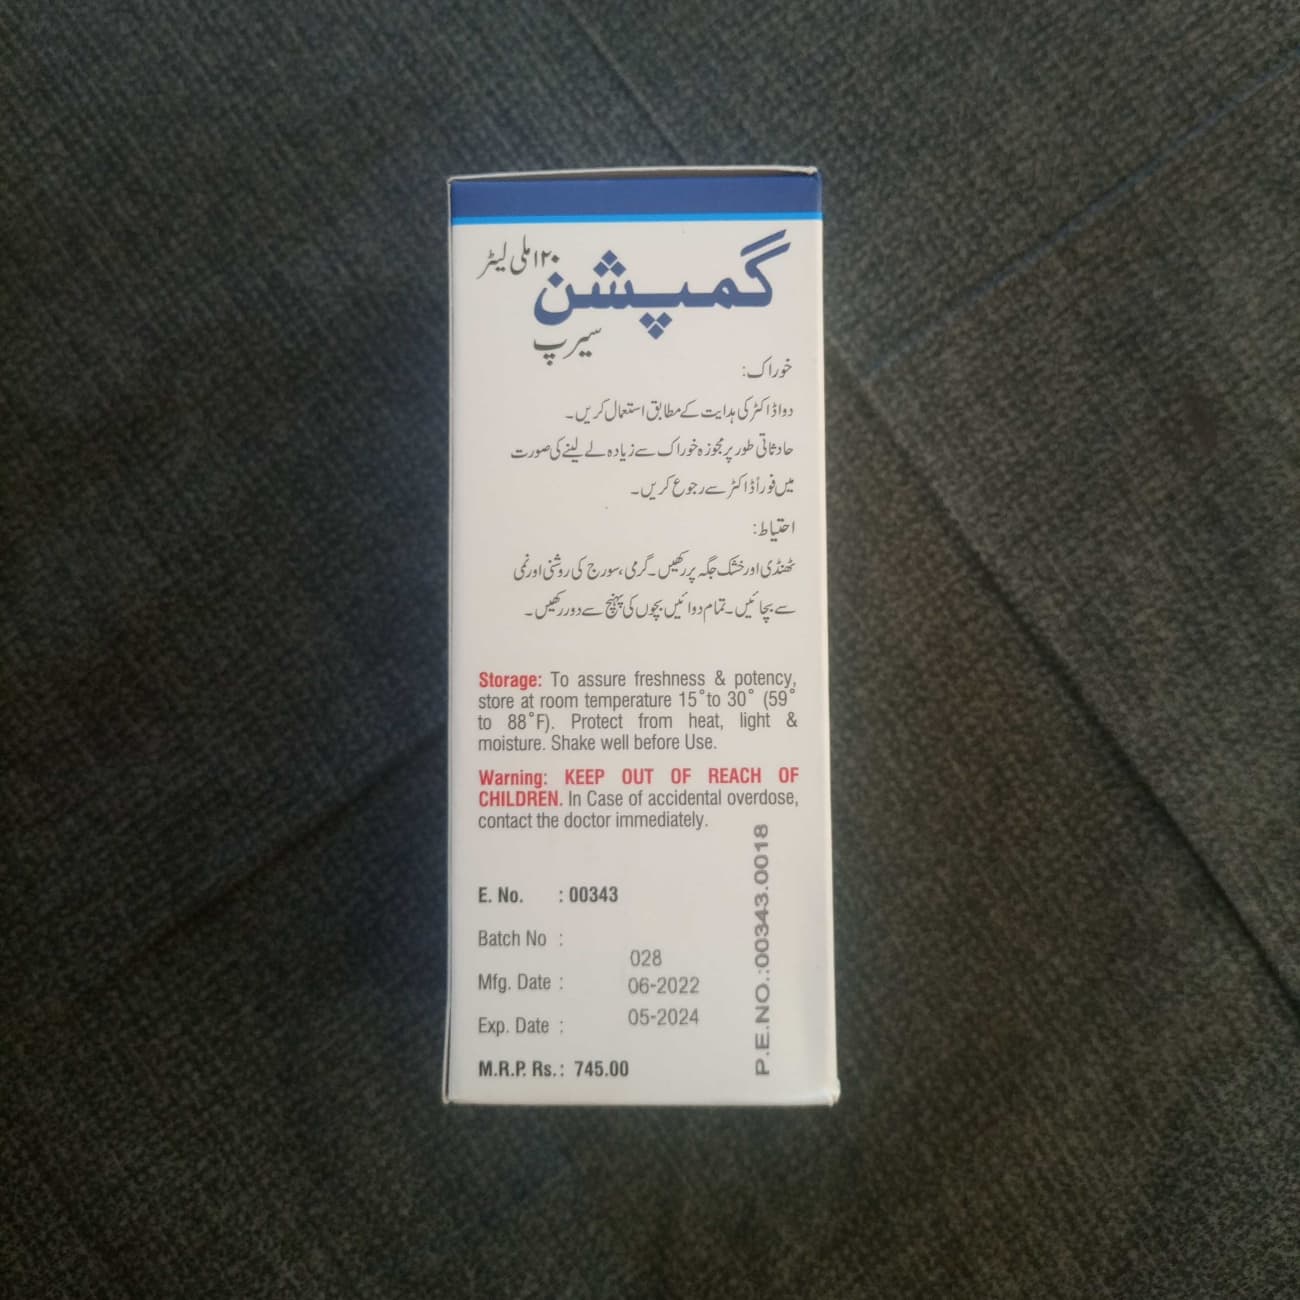 ۱۲۰ ملی لیٹر
گمپشن
سیرپ
خوراک:
دوا ڈاکٹر کی ہدایت کے مطابق استعمال کریں۔
حادثاتی طور پر مجوزہ خوراک سے زیادہ لے لینے کی صورت
میں فوراً ڈاکٹر سے رجوع کریں۔
احتیاط:
ٹھنڈی اور خشک جگہ پر رکھیں۔ گرمی، سورج کی روشنی اور نمی
سے بچائیں۔ تمام دوائیں بچوں کی پہنچ سے دور رکھیں۔
Storage: To assure freshness & potency,
store at room temperature 15˚to 30˚ (59˚
to 88˚F). Protect from heat, light &
moisture. Shake well before Use.
Warning: KEEP OUT OF REACH OF
CHILDREN. In Case of accidental overdose,
contact the doctor immediately.
E. No. : 00343
Batch No :
028
Mfg. Date : 06-2022
Exp. Date : 05-2024
M.R.P. Rs.: 745.00
P.E.NO.:00343.0018